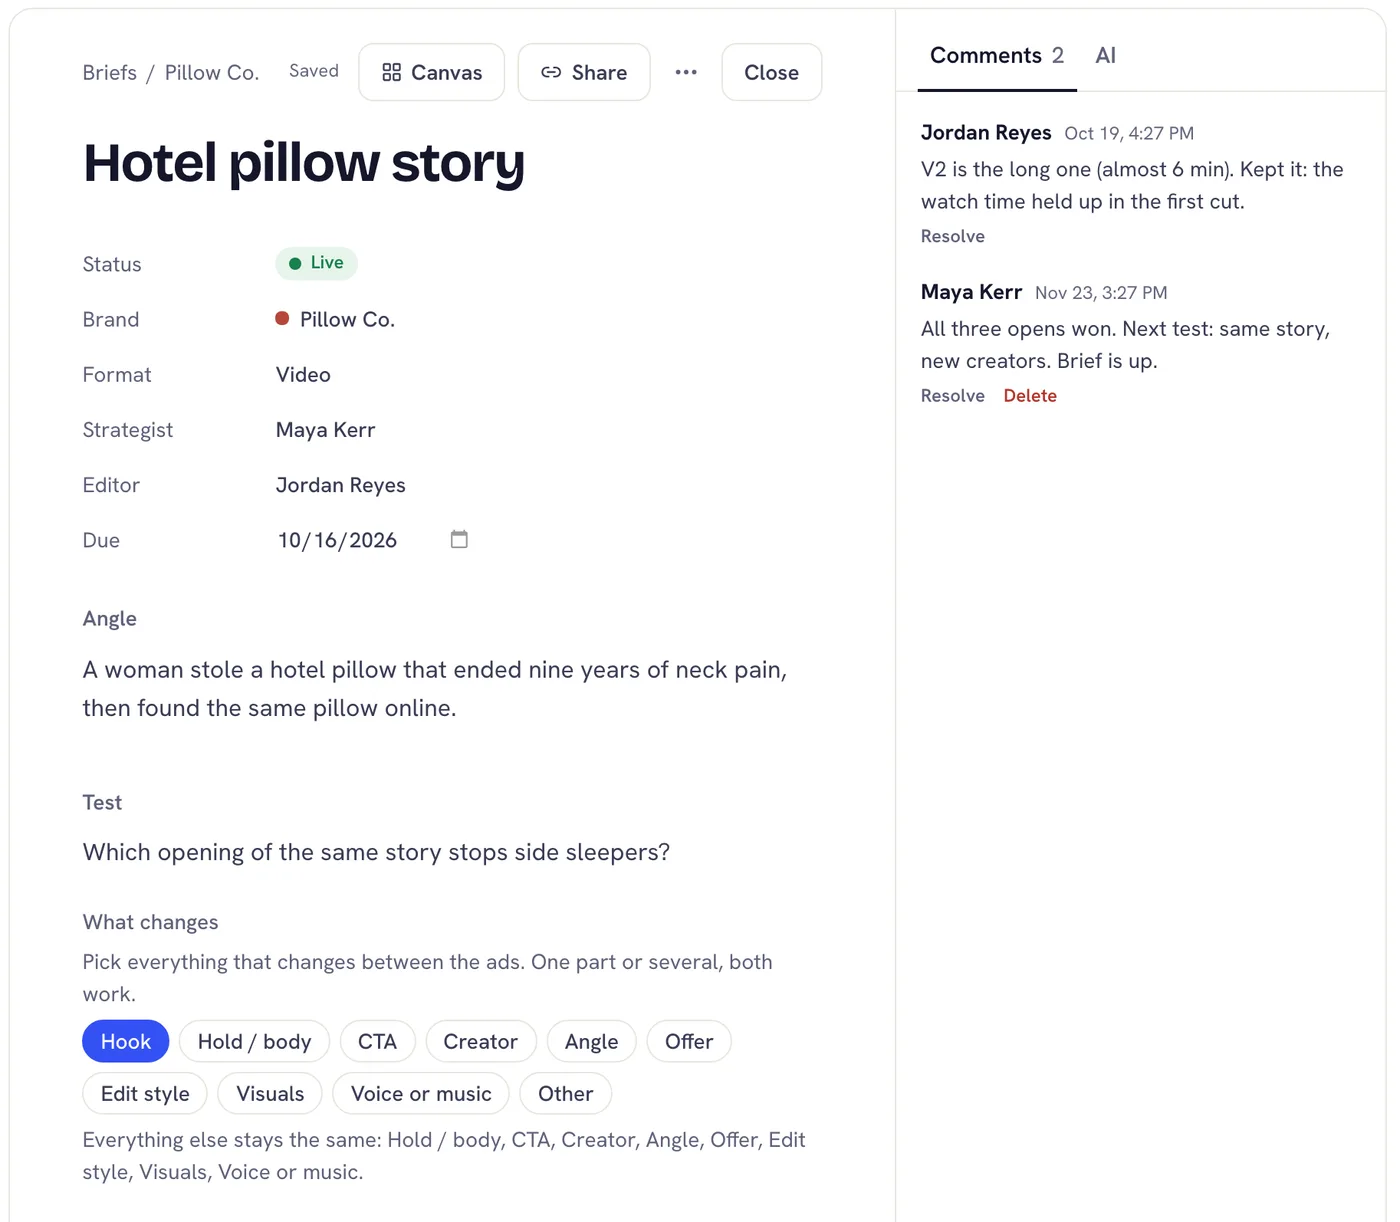 Briefs / Pillow Co.
Saved
Canvas
Share
Close
Hotel pillow story
Status
Live
Brand
Pillow Co.
Format
Video
Strategist
Maya Kerr
Editor
Jordan Reyes
Due
10/16/2026
Angle
A woman stole a hotel pillow that ended nine years of neck pain,
then found the same pillow online.
Test
Which opening of the same story stops side sleepers?
What changes
Pick everything that changes between the ads. One part or several, both
work.
Hook
Hold / body
CTA
Creator
Angle
Offer
Edit style
Visuals
Voice or music
Other
Everything else stays the same: Hold / body, CTA, Creator, Angle, Offer, Edit
style, Visuals, Voice or music.
Comments 2
AI
Jordan Reyes Oct 19, 4:27 PM
V2 is the long one (almost 6 min). Kept it: the
watch time held up in the first cut.
Resolve
Maya Kerr Nov 23, 3:27 PM
All three opens won. Next test: same story,
new creators. Brief is up.
Resolve Delete